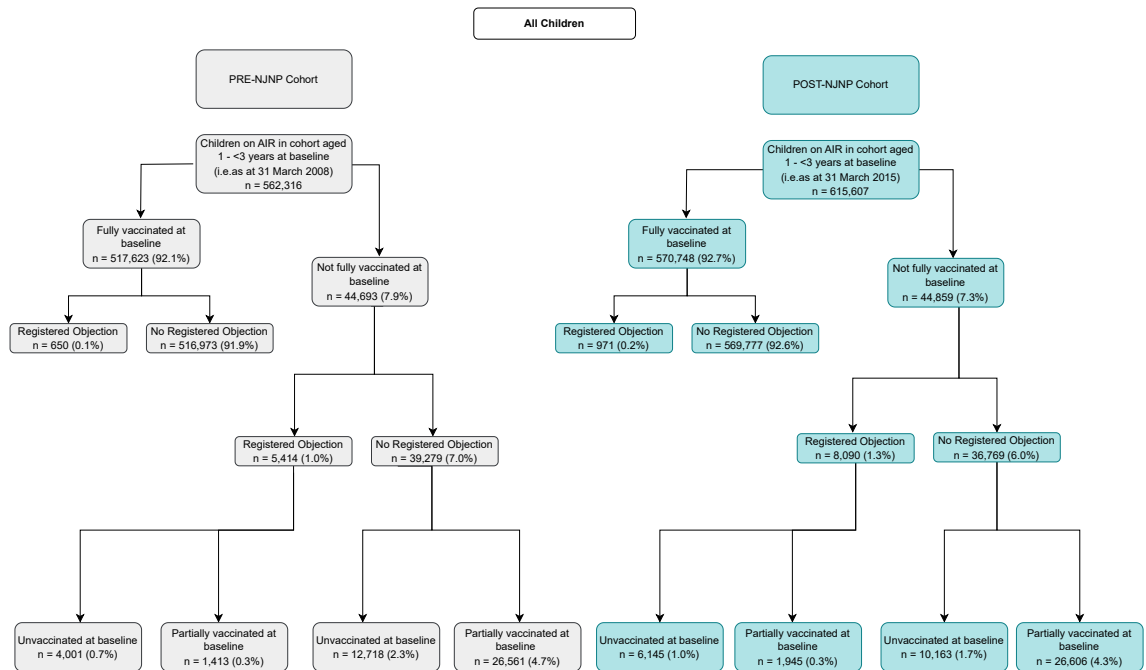 All Children
PRE-NJNP Cohort
Children on AIR in cohort aged
1 - <3 years at baseline
(i.e.as at 31 March 2008)
n = 562,316
Fully vaccinated at
baseline
n = 517,623 (92.1%)
Not fully vaccinated at
baseline
n = 44,693 (7.9%)
Registered Objection
n = 650 (0.1%)
No Registered Objection
n = 516,973 (91.9%)
Registered Objection
n = 5,414 (1.0%)
No Registered Objection
n = 39,279 (7.0%)
Unvaccinated at baseline
n = 4,001 (0.7%)
Partially vaccinated at
baseline
n = 1,413 (0.3%)
Unvaccinated at baseline
n = 12,718 (2.3%)
Partially vaccinated at
baseline
n = 26,561 (4.7%)
POST-NJNP Cohort
Children on AIR in cohort aged
1 - <3 years at baseline
(i.e.as at 31 March 2015)
n = 615,607
Fully vaccinated at
baseline
n = 570,748 (92.7%)
Not fully vaccinated at
baseline
n = 44,859 (7.3%)
Registered Objection
n = 971 (0.2%)
No Registered Objection
n = 569,777 (92.6%)
Registered Objection
n = 8,090 (1.3%)
No Registered Objection
n = 36,769 (6.0%)
Unvaccinated at baseline
n = 6,145 (1.0%)
Partially vaccinated at
baseline
n = 1,945 (0.3%)
Unvaccinated at baseline
n = 10,163 (1.7%)
Partially vaccinated at
baseline
n = 26,606 (4.3%)